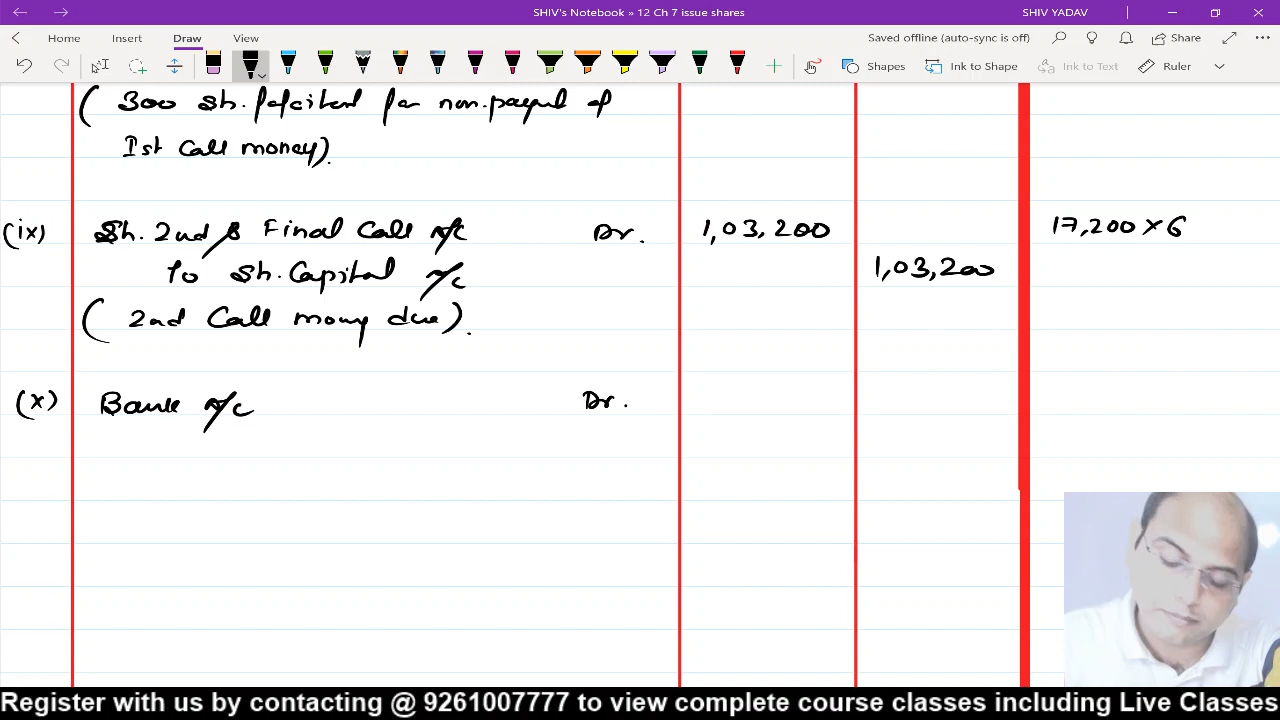 SHIV's Notebook » 12 Ch 7 issue shares
SHIV YADAV
Home Insert Draw View
Saved offline (auto-sync is off)
Share
Shapes
Ink to Shape
Ink to Text
Ruler
( 300 Sh. for non.
Ist Call money).
(ix) Sh. 2nd & Final Call A/c Dr. 1,03,200 17,200 × 6
To Sh. Capital A/c 1,03,200
( 2nd Call money due).
(x) Bank A/c Dr.
Register with us by contacting @ 9261007777 to view complete course classes including Live Classes